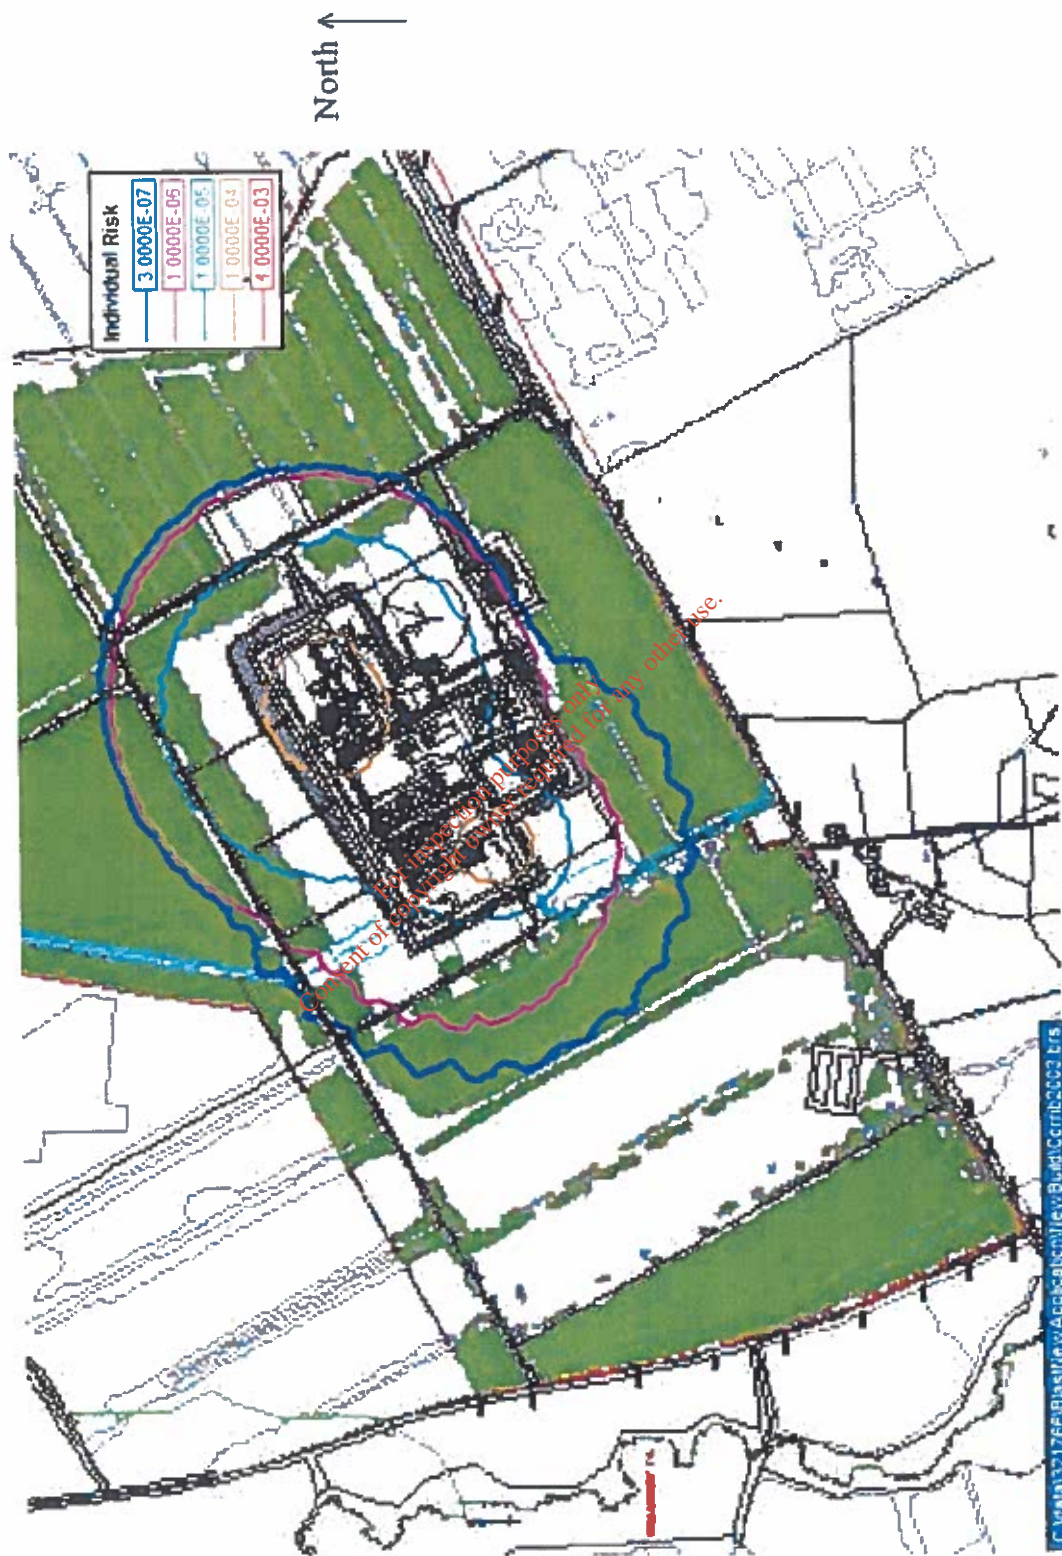 North
Individual Risk
3 0000E-07
1 0000E-06
1 0000E-05
1 0000E-04
1 0000E-03
For inspection purposes only.
Consent of copyright owner required for any other use.